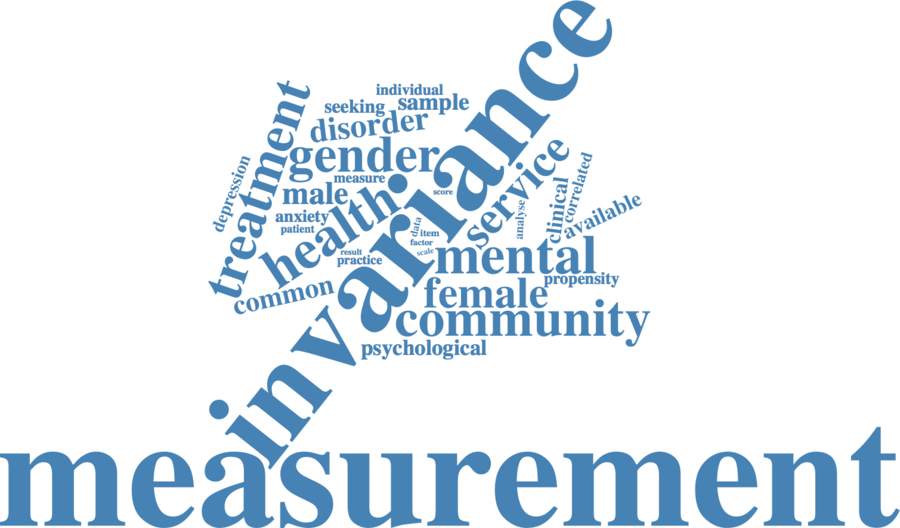 invariance
individual
seeking
sample
treatment
disorder
gender
service
depression
measure
correlated
male
score
clinical
health
analyse
available
anxiety
data
patient
item
factor
result
scale
practice
mental
propensity
common
female
community
psychological
measurement